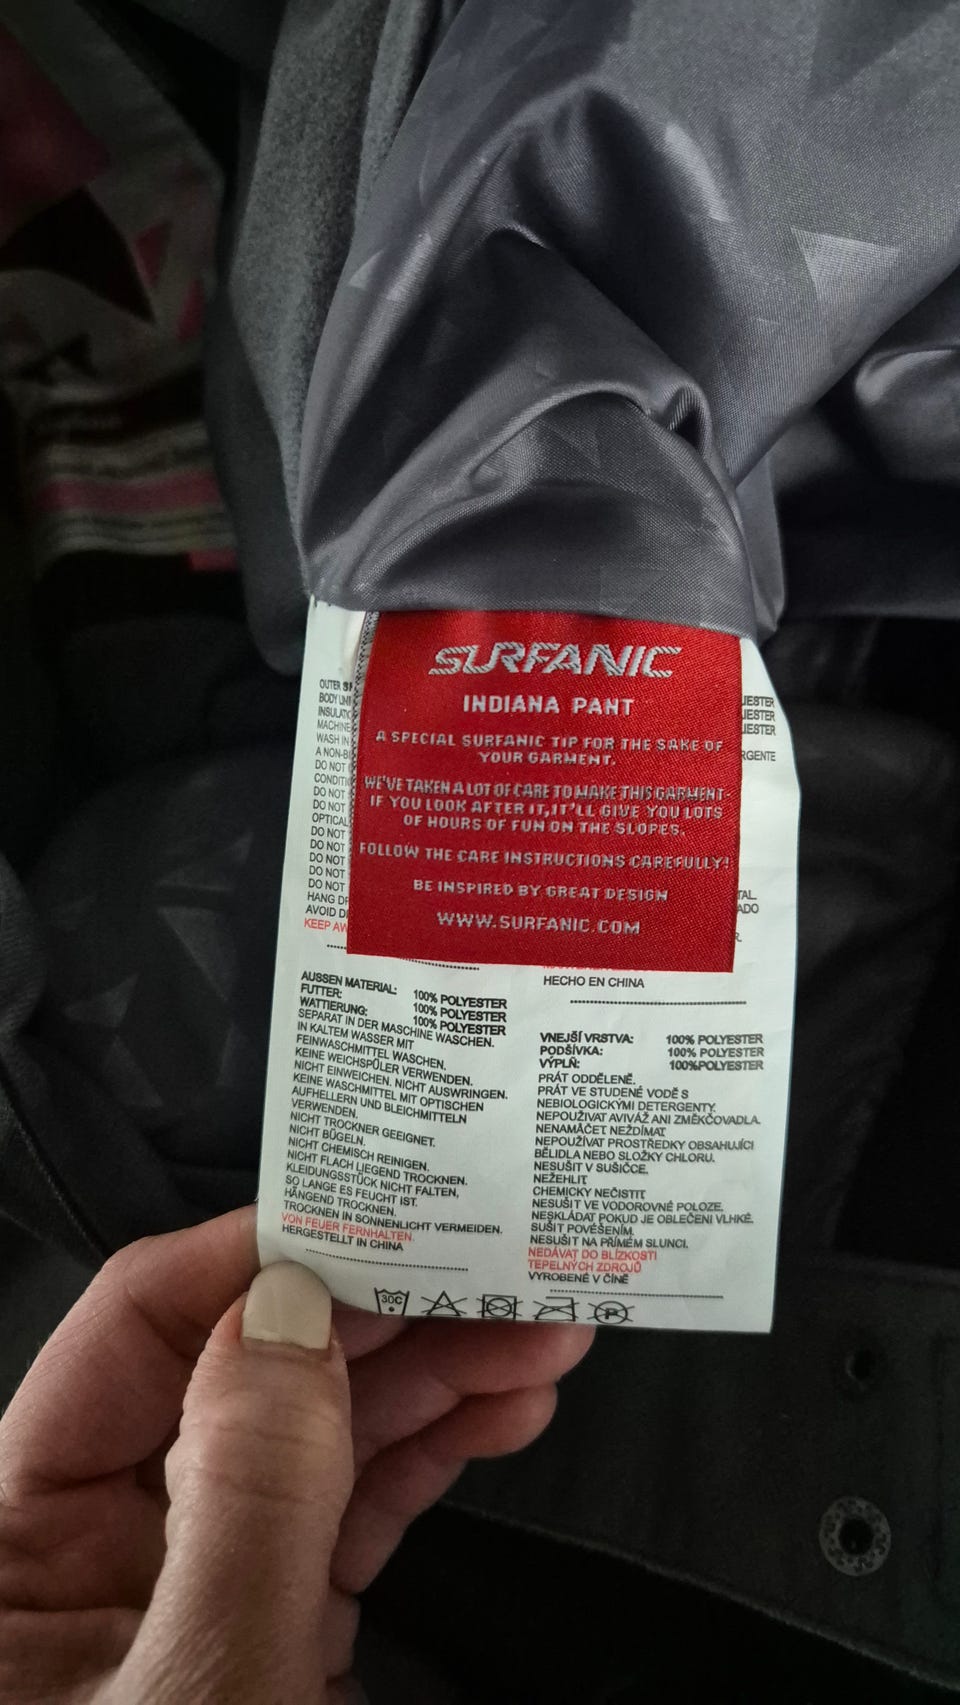 SURFANIC
INDIANA PANT
A SPECIAL SURFANIC TIP FOR THE SAKE OF
YOUR GARMENT.
WE'VE TAKEN A LOT OF CARE TO MAKE THIS GARMENT-
IF YOU LOOK AFTER IT, IT'LL GIVE YOU LOTS
OF HOURS OF FUN ON THE SLOPES.
FOLLOW THE CARE INSTRUCTIONS CAREFULLY!
BE INSPIRED BY GREAT DESIGN
WWW.SURFANIC.COM
OUTER
BODY
MACHINE
WASH IN
DO NOT
DO NOT
DO NOT
OPTICAL
DO NOT
DO NOT
DO NOT
DO NOT
DO NOT
HANG
AVOID
KEEP
HECHO EN CHINA
AUSSEN MATERIAL: 100% POLYESTER
FUTTER: 100% POLYESTER
WATTIERUNG: 100% POLYESTER
SEPARAT IN DER MASCHINE WASCHEN.
IN KALTEM WASSER MIT
FEINWASCHMITTEL WASCHEN.
KEINE WEICHSPÜLER VERWENDEN.
NICHT EINWEICHEN. NICHT AUSWRINGEN.
KEINE WASCHMITTEL MIT OPTISCHEN
AUFHELLERN UND BLEICHMITTELN
VERWENDEN.
NICHT TROCKNER GEEIGNET.
NICHT BÜGELN.
NICHT CHEMISCH REINIGEN.
NICHT FLACH LIEGEND TROCKNEN.
KLEIDUNGSSTÜCK NICHT FALTEN,
SO LANGE ES FEUCHT IST.
HÄNGEND TROCKNEN.
TROCKNEN IN SONNENLICHT VERMEIDEN.
VON FEUER FERNHALTEN.
HERGESTELLT IN CHINA
VNEJŠÍ VRSTVA: 100% POLYESTER
PODŠÍVKA: 100% POLYESTER
VÝPLŇ: 100%POLYESTER
PRÁT ODDĚLENĚ.
PRÁT VE STUDENÉ VODĚ S
NEBIOLOGICKÝMI DETERGENTY.
NEPOUŽÍVAT AVIVÁŽ ANI ZMĚKČOVADLA.
NENAMÁČET. NEŽDÍMAT.
NEPOUŽÍVAT PROSTŘEDKY OBSAHUJÍCÍ
BĚLIDLA NEBO SLOŽKY CHLORU.
NESUŠIT V SUŠIČCE.
NEŽEHLIT.
CHEMICKY NEČISTIT.
NESUŠIT VE VODOROVNÉ POLOZE.
NESKLÁDAT POKUD JE OBLEČENI VLHKÉ.
SUŠIT POVĚŠENÍM.
NESUŠIT NA PŘÍMÉM SLUNCI.
NEDÁVAT DO BLÍZKOSTI
TEPELNÝCH ZDROJŮ
VYROBENÉ V ČÍNĚ
30C
P